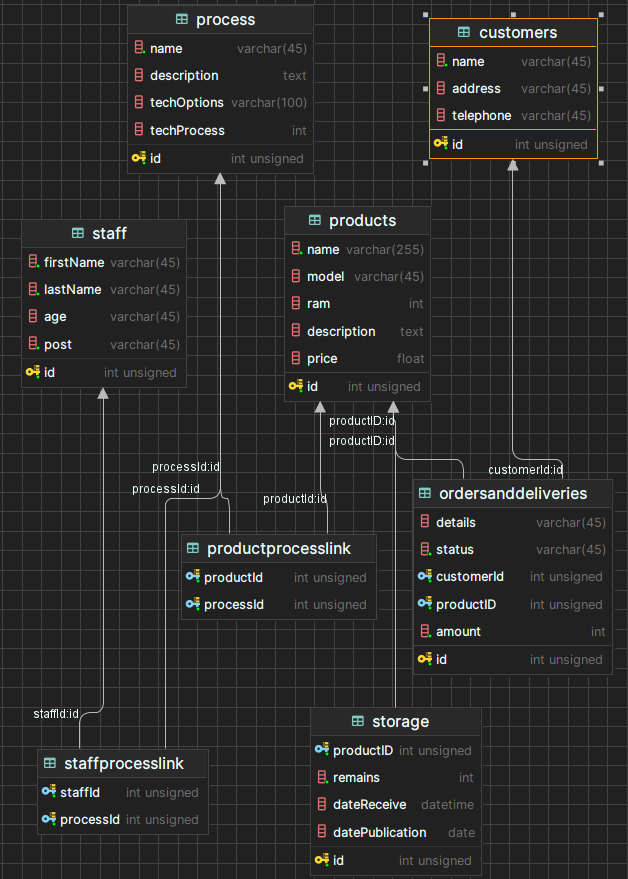 process
name varchar(45)
description text
techOptions varchar(100)
techProcess int
id int unsigned
customers
name varchar(45)
address varchar(45)
telephone varchar(45)
id int unsigned
staff
firstName varchar(45)
lastName varchar(45)
age varchar(45)
post varchar(45)
id int unsigned
products
name varchar(255)
model varchar(45)
ram int
description text
price float
id int unsigned
productID:id
productID:id
processId:id
processId:id
productId:id
customerId:id
ordersanddeliveries
details varchar(45)
status varchar(45)
customerId int unsigned
productID int unsigned
amount int
id int unsigned
productprocesslink
productId int unsigned
processId int unsigned
staffId:id
staffprocesslink
staffId int unsigned
processId int unsigned
storage
productID int unsigned
remains int
dateReceive datetime
datePublication date
id int unsigned